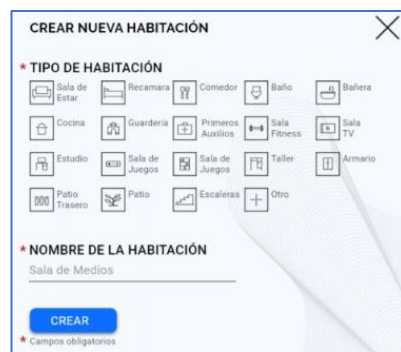 CREAR NUEVA HABITACIÓN
* TIPO DE HABITACIÓN
Sala de Estar
Recamara
Comedor
Baño
Bañera
Cocina
Guarderia
Primeros Auxilios
Sala Fitness
Sala TV
Estudio
Sala de Juegos
Sala de Juegos
Taller
Armario
Patio Trasero
Patio
Escaleras
Otro
* NOMBRE DE LA HABITACIÓN
Sala de Medios
CREAR
* Campos obligatorios